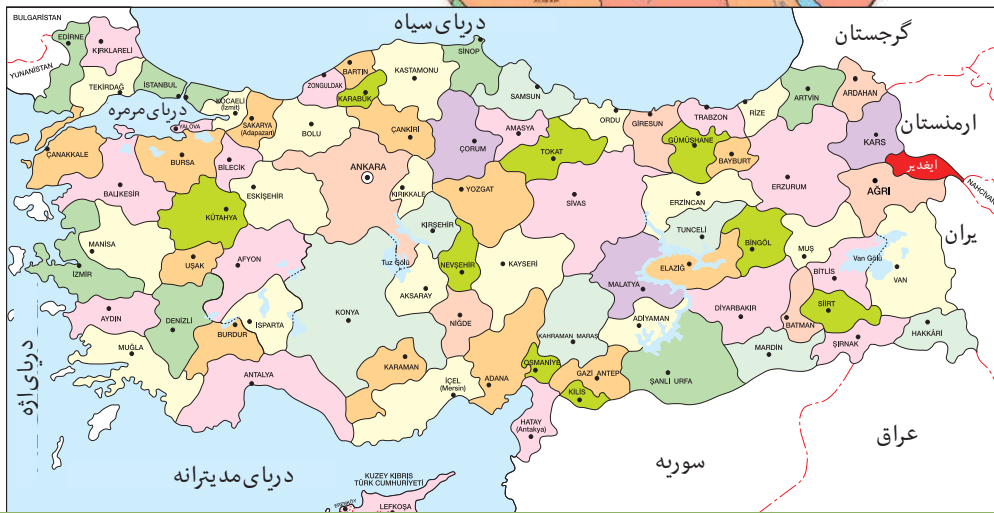 BULGARİSTAN
EDİRNE
KIRKLARELİ
YUNANİSTAN
TEKİRDAĞ
İSTANBUL
دریای سیاه
گرجستان
دریای مرمره
YALOVA
KOCAELİ
(İzmit)
SAKARYA
(Adapazarı)
ZONGULDAK
BARTIN
KARABÜK
KASTAMONU
SİNOP
SAMSUN
ORDU
GİRESUN
TRABZON
RİZE
ARTVİN
ARDAHAN
ارمنستان
KARS
ایغدیر
NAHCIVAN
ÇANAKKALE
BURSA
BİLECİK
BOLU
ÇANKIRI
ÇORUM
AMASYA
TOKAT
GÜMÜŞHANE
BAYBURT
ERZURUM
AĞRI
BALIKESİR
KÜTAHYA
ESKİŞEHİR
ANKARA
KIRIKKALE
YOZGAT
SİVAS
ERZİNCAN
TUNCELİ
BİNGÖL
MUŞ
یران
MANİSA
İZMİR
UŞAK
AFYON
KIRŞEHİR
Tuz Gölü
NEVŞEHİR
KAYSERİ
MALATYA
ELAZIĞ
BİTLİS
Van Gölü
VAN
AYDIN
DENİZLİ
BURDUR
ISPARTA
KONYA
AKSARAY
NİĞDE
KAHRAMAN MARAŞ
ADİYAMAN
DİYARBAKIR
BATMAN
SİİRT
ŞIRNAK
HAKKÂRİ
MUĞLA
ANTALYA
KARAMAN
İÇEL
(Mersin)
ADANA
OSMANİYE
GAZİ ANTEP
KİLİS
ŞANLI URFA
MARDİN
دریای اژه
HATAY
(Antakya)
دریای مدیترانه
سوریه
عراق
KUZEY KIBRIS
TÜRK CUMHURİYETİ
LEFKOŞA